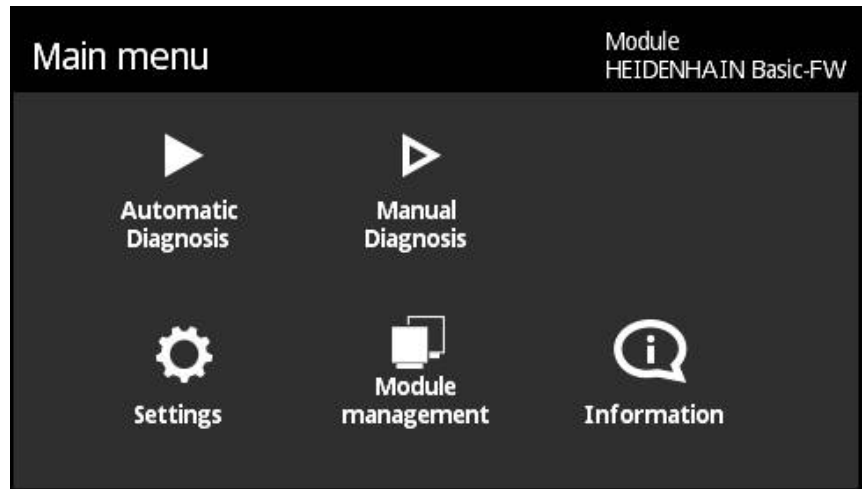 Main menu
Module
HEIDENHAIN Basic-FW
Automatic
Diagnosis
Manual
Diagnosis
Settings
Module
management
Information